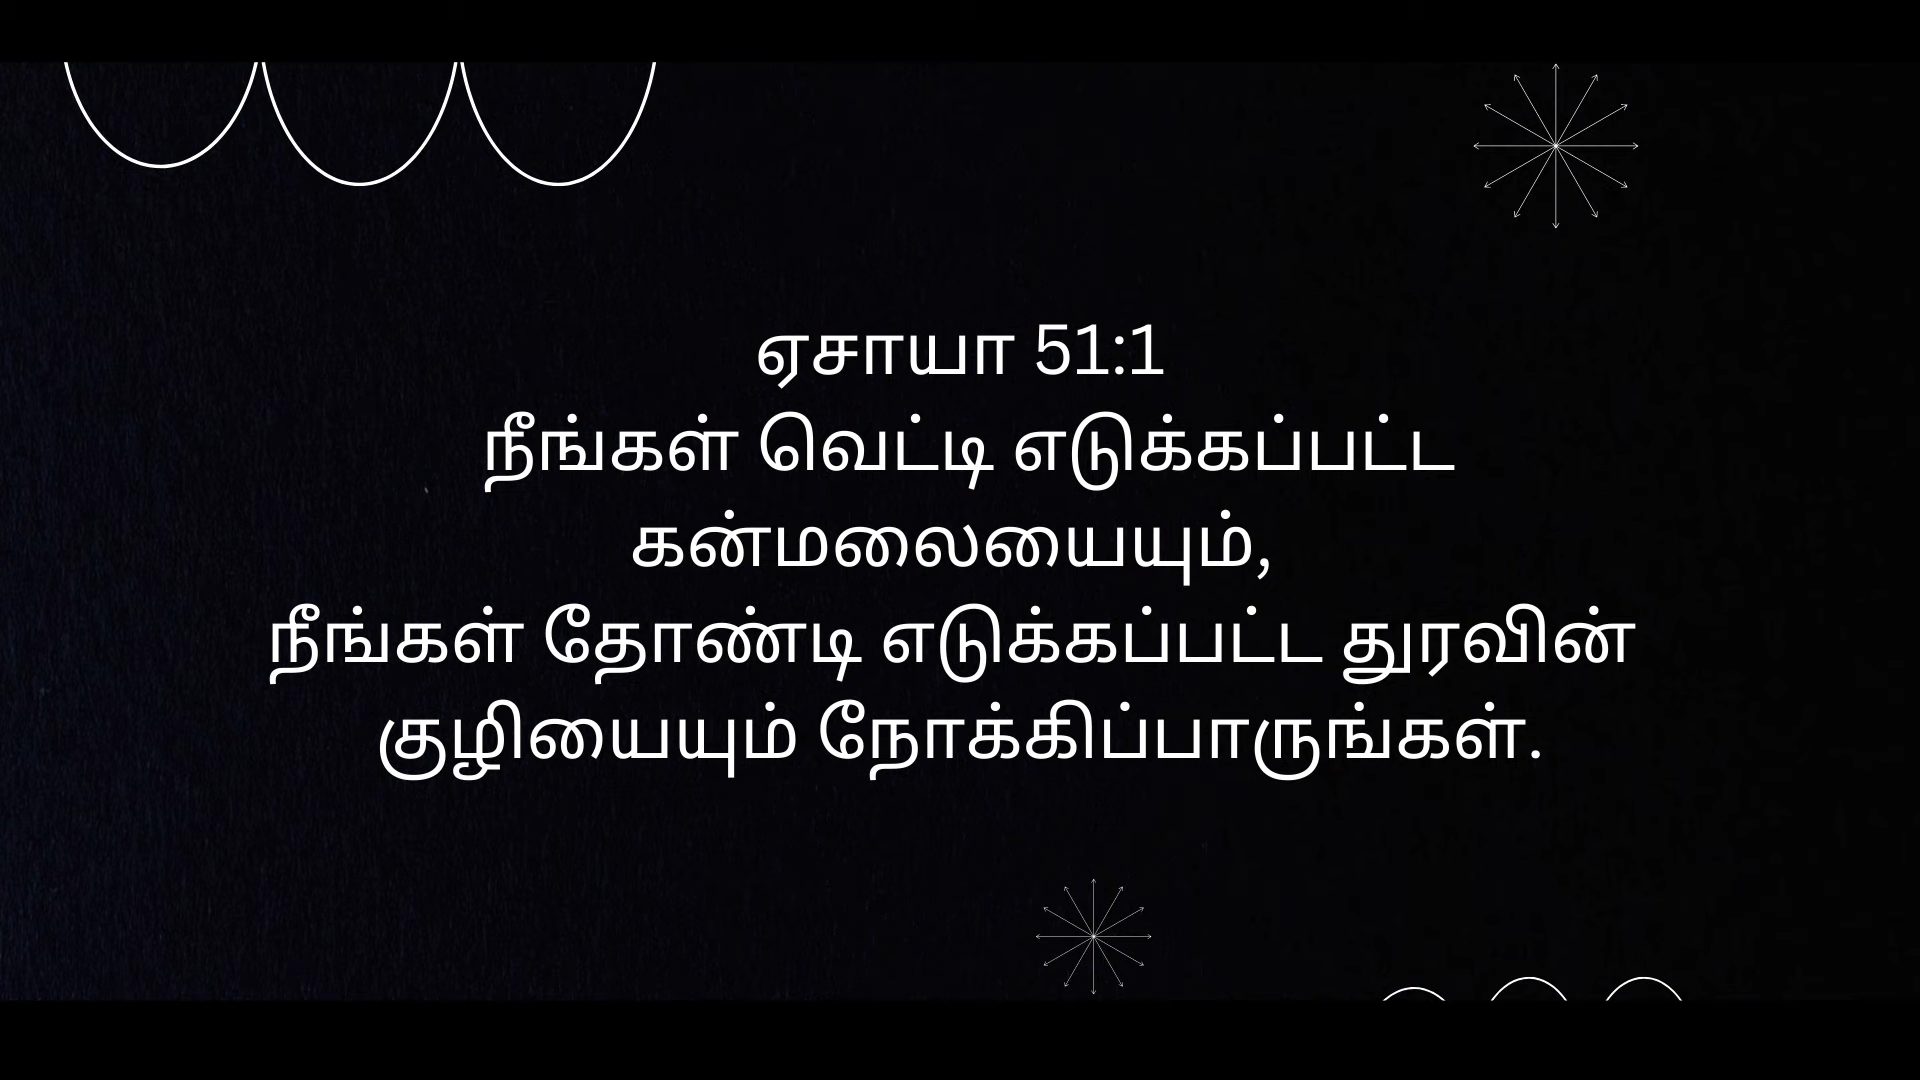 ஏசாயா 51:1
நீங்கள் வெட்டி எடுக்கப்பட்ட
கன்மலையையும்,
நீங்கள் தோண்டி எடுக்கப்பட்ட துரவின்
குழியையும் நோக்கிப்பாருங்கள்.